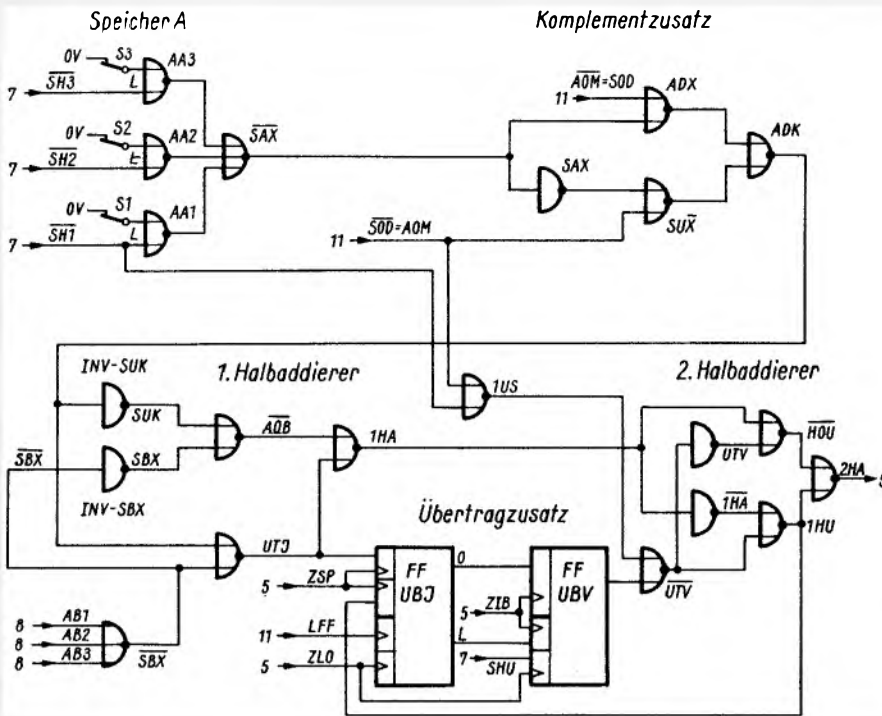 Speicher A
Komplementzusatz
0V S3 AA3
7 SH3 L
0V S2 AA2
7 SH2 L
0V S1 AA1
7 SH1 L
SAX
11 AOM=SOD ADX
SAX
SUX
ADK
11 SOD=AOM
INV-SUK
1. Halbaddierer
1US
2. Halbaddierer
SUK
AOB
1HA
HOU
SBX
SBX
UTV
2HA
INV-SBX
1HA
1HU
Übertragzusatz
UTJ
O
UTV
5 ZSP
FF
UBJ
FF
UBV
5 ZIB
11 LFF
L
5 ZLO
7 SHU
8 AB1
8 AB2
8 AB3
SBX